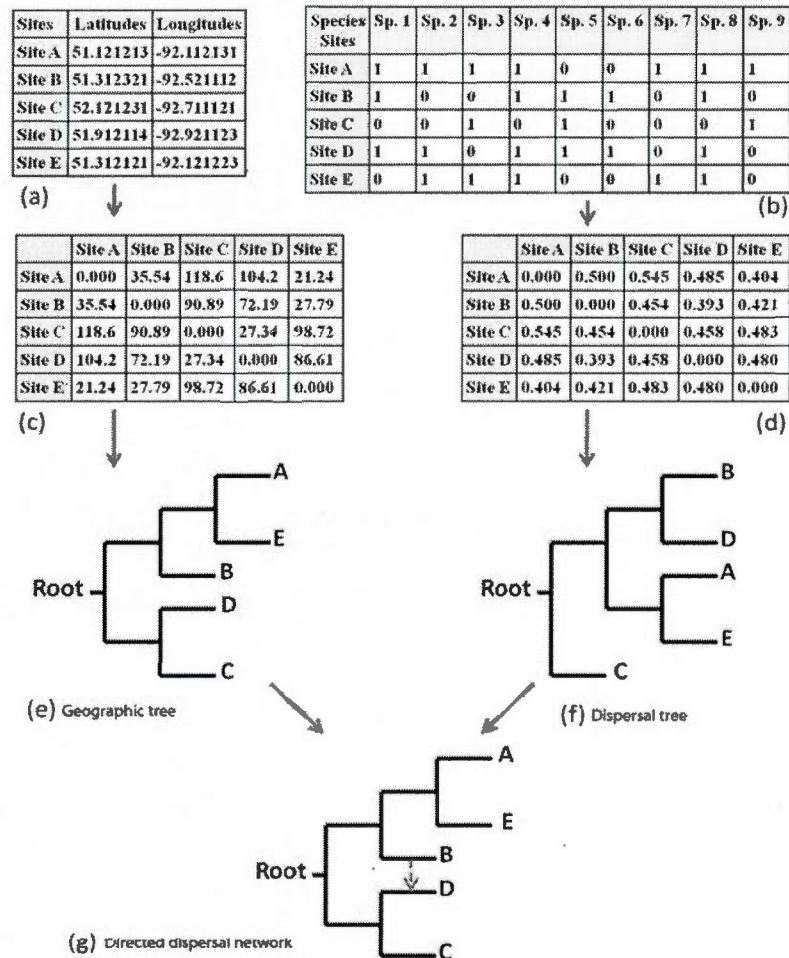 Sites Latitudes Longitudes
Site A 51.121213 -92.112131
Site B 51.312321 -92.521112
Site C 52.121231 -92.711121
Site D 51.912114 -92.921123
Site E 51.312121 -92.121223
(a)
Species Sites Sp. 1 Sp. 2 Sp. 3 Sp. 4 Sp. 5 Sp. 6 Sp. 7 Sp. 8 Sp. 9
Site A 1 1 1 1 0 0 1 1 1
Site B 1 0 0 1 1 1 0 1 0
Site C 0 0 1 0 1 0 0 0 1
Site D 1 1 0 1 1 1 0 1 0
Site E 0 1 1 1 0 0 1 1 0
(b)
Site A Site B Site C Site D Site E
Site A 0.000 35.54 118.6 104.2 21.24
Site B 35.54 0.000 90.89 72.19 27.79
Site C 118.6 90.89 0.000 27.34 98.72
Site D 104.2 72.19 27.34 0.000 86.61
Site E 21.24 27.79 98.72 86.61 0.000
(c)
Site A Site B Site C Site D Site E
Site A 0.000 0.500 0.545 0.485 0.404
Site B 0.500 0.000 0.454 0.393 0.421
Site C 0.545 0.454 0.000 0.458 0.483
Site D 0.485 0.393 0.458 0.000 0.480
Site E 0.404 0.421 0.483 0.480 0.000
(d)
A
E
B
Root
D
C
(e) Geographic tree
B
D
A
Root
E
C
(f) Dispersal tree
A
E
B
Root
D
C
(g) Directed dispersal network